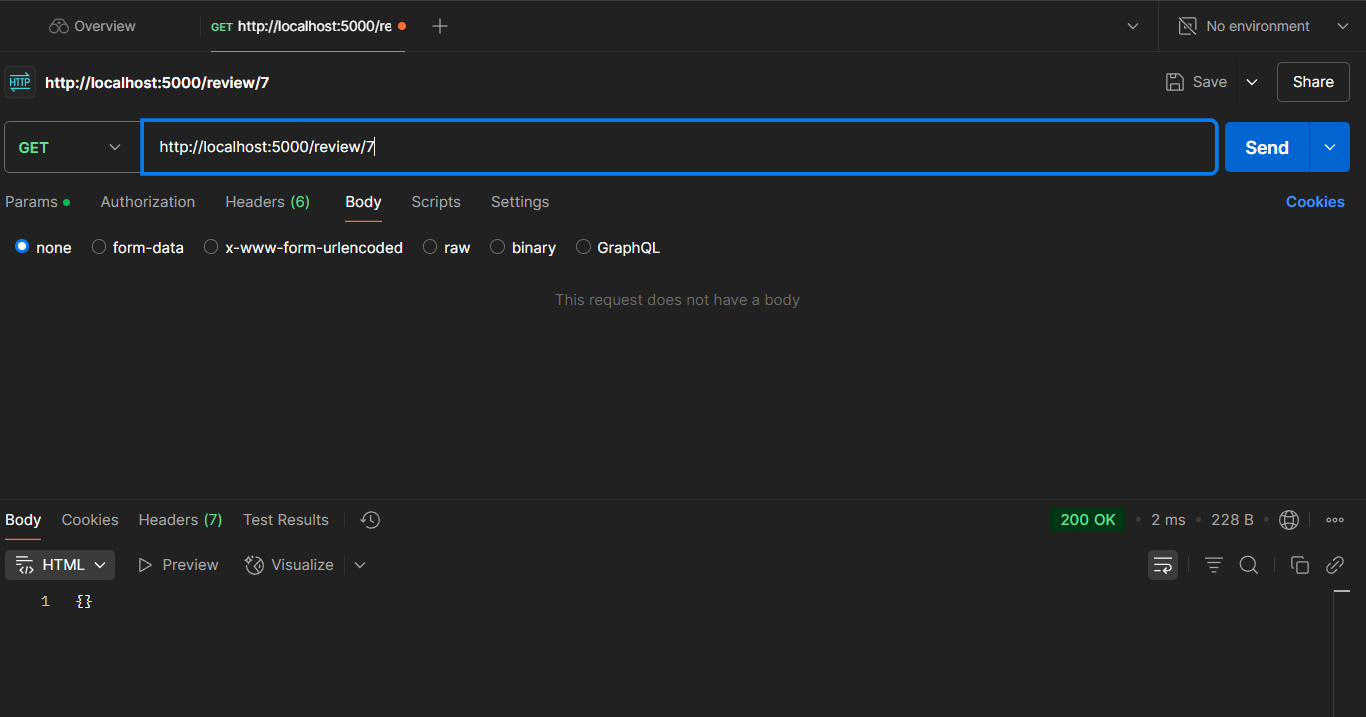 Overview
GET http://localhost:5000/re
No environment
HTTP http://localhost:5000/review/7
Save
Share
GET
http://localhost:5000/review/7
Send
Params Authorization Headers (6) Body Scripts Settings
Cookies
none form-data x-www-form-urlencoded raw binary GraphQL
This request does not have a body
Body Cookies Headers (7) Test Results
200 OK • 2 ms • 228 B •
HTML Preview Visualize
1 {}